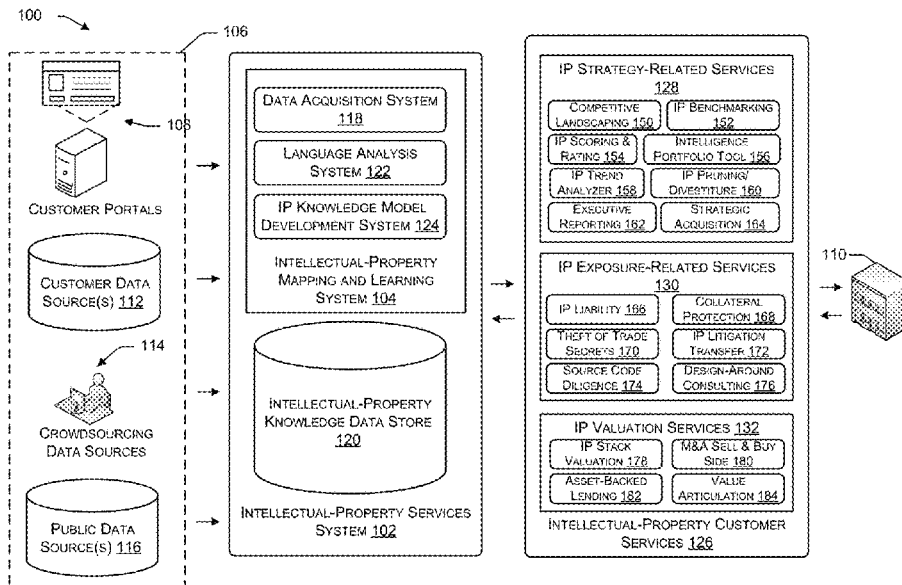 100
106
108
CUSTOMER PORTALS
CUSTOMER DATA
SOURCE(S) 112
114
CROWDSOURCING
DATA SOURCES
PUBLIC DATA
SOURCE(S) 116
DATA ACQUISITION SYSTEM
118
LANGUAGE ANALYSIS
SYSTEM 122
IP KNOWLEDGE MODEL
DEVELOPMENT SYSTEM 124
INTELLECTUAL-PROPERTY
MAPPING AND LEARNING
SYSTEM 104
INTELLECTUAL-PROPERTY
KNOWLEDGE DATA STORE
120
INTELLECTUAL-PROPERTY SERVICES
SYSTEM 102
IP STRATEGY-RELATED SERVICES
128
COMPETITIVE
LANDSCAPING 150
IP BENCHMARKING
152
IP SCORING &
RATING 154
INTELLIGENCE
PORTFOLIO TOOL 156
IP TREND
ANALYZER 158
IP PRUNING/
DIVESTITURE 160
EXECUTIVE
REPORTING 162
STRATEGIC
ACQUISITION 164
IP EXPOSURE-RELATED SERVICES
130
IP LIABILITY 166
COLLATERAL
PROTECTION 168
THEFT OF TRADE
SECRETS 170
IP LITIGATION
TRANSFER 172
SOURCE CODE
DILIGENCE 174
DESIGN-AROUND
CONSULTING 176
IP VALUATION SERVICES 132
IP STACK
VALUATION 178
M&A SELL & BUY
SIDE 180
ASSET-BACKED
LENDING 182
VALUE
ARTICULATION 184
INTELLECTUAL-PROPERTY CUSTOMER
SERVICES 126
110